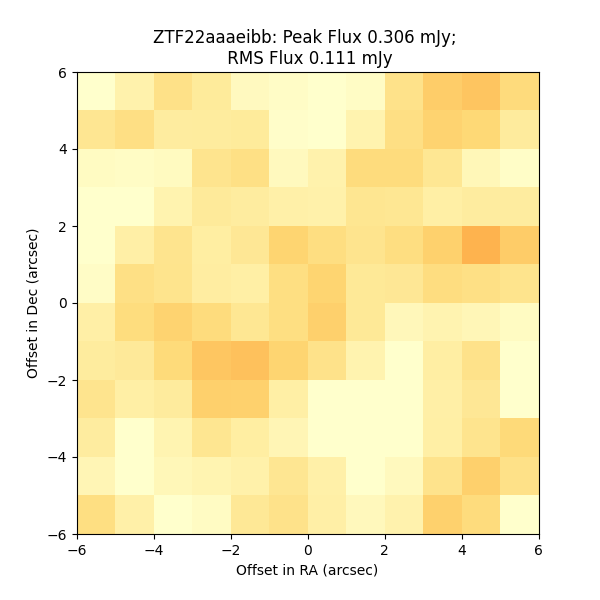 ZTF22aaaeibb: Peak Flux 0.306 mJy;
RMS Flux 0.111 mJy
6
4
2
0
−2
−4
−6
Offset in Dec (arcsec)
−6 −4 −2 0 2 4 6
Offset in RA (arcsec)